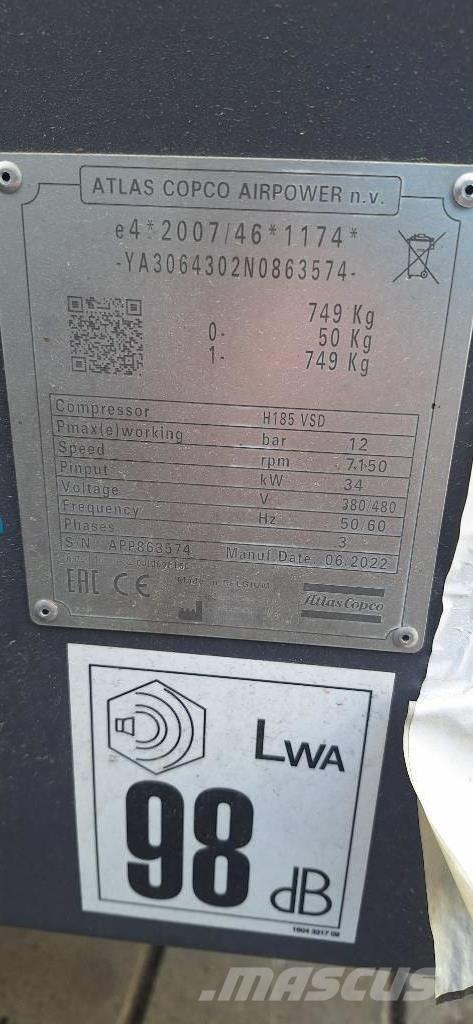 ATLAS COPCO AIRPOWER n.v.
e4*2007/46*1174*
-YA3064302N0863574-
749 Kg
0- 50 Kg
1- 749 Kg
Compressor H185 VSD
Pmax(e)working bar 12
Speed rpm 7150
Pinput kW 34
Voltage V 380/480
Frequency Hz 50/60
Phases 3
S/N APP863574 Manuf Date. 06.2022
EAC CE
Atlas Copco
LWA
98
dB
MASCUS